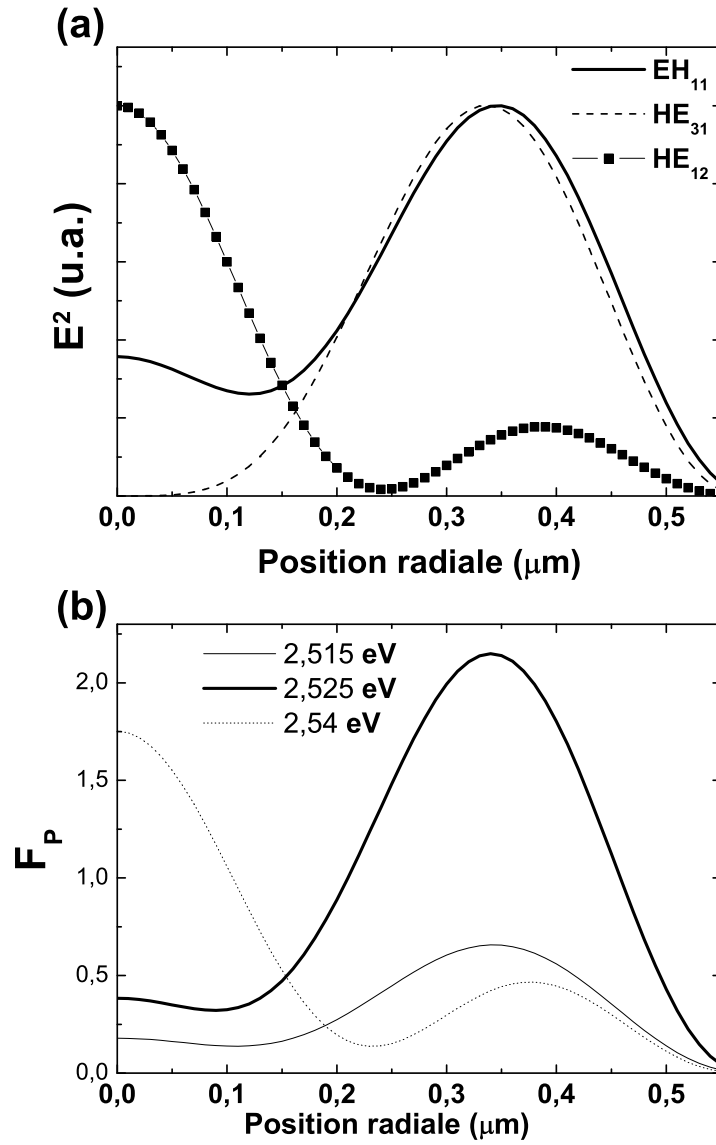 (a)
EH11
HE31
HE12
E² (u.a.)
0,0 0,1 0,2 0,3 0,4 0,5
Position radiale (μm)
(b)
2,515 eV
2,525 eV
2,54 eV
2,0
1,5
1,0
0,5
0,0
FP
0,0 0,1 0,2 0,3 0,4 0,5
Position radiale (μm)